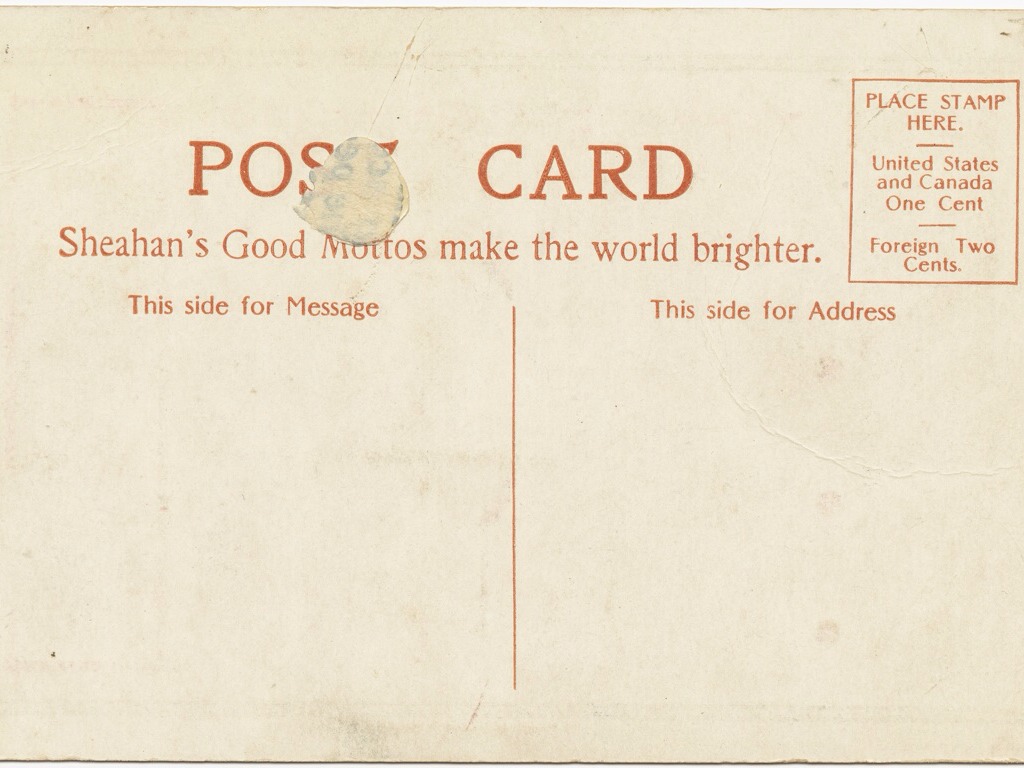 POST CARD
Sheahan's Good Mottos make the world brighter.
This side for Message
This side for Address
PLACE STAMP
HERE.
United States
and Canada
One Cent
Foreign Two
Cents.